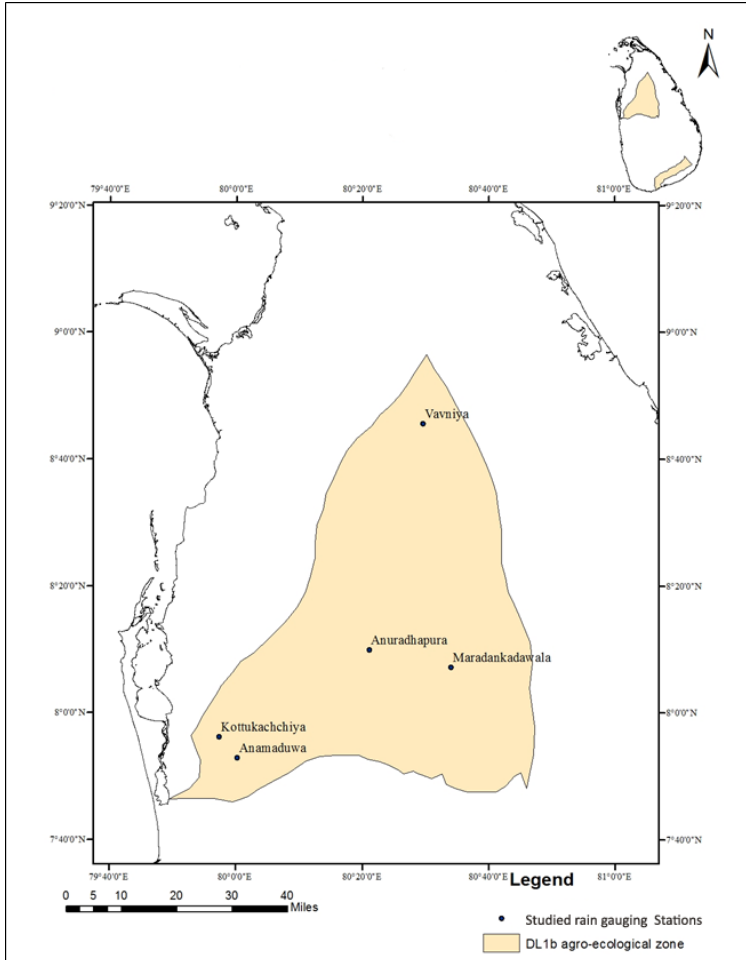 N
79°40'0"E 80°0'0"E 80°20'0"E 80°40'0"E 81°0'0"E
9°20'0"N 9°20'0"N
9°0'0"N 9°0'0"N
Vavniya
8°40'0"N 8°40'0"N
8°20'0"N 8°20'0"N
Anuradhapura
Maradankadawala
8°0'0"N 8°0'0"N
Kottukachchiya
Anamaduwa
7°40'0"N 7°40'0"N
79°40'0"E 80°0'0"E 80°20'0"E 80°40'0"E 81°0'0"E
Legend
0 5 10 20 30 40
Miles
Studied rain gauging Stations
DL1b agro-ecological zone